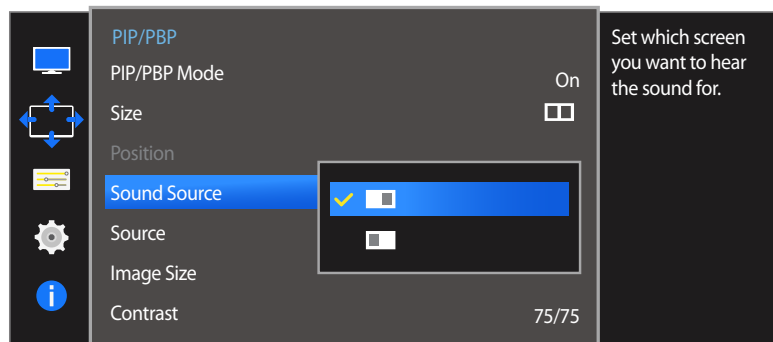 PIP/PBP
PIP/PBP Mode On
Size
Position
Sound Source
Source
Image Size
Contrast 75/75
Set which screen
you want to hear
the sound for.